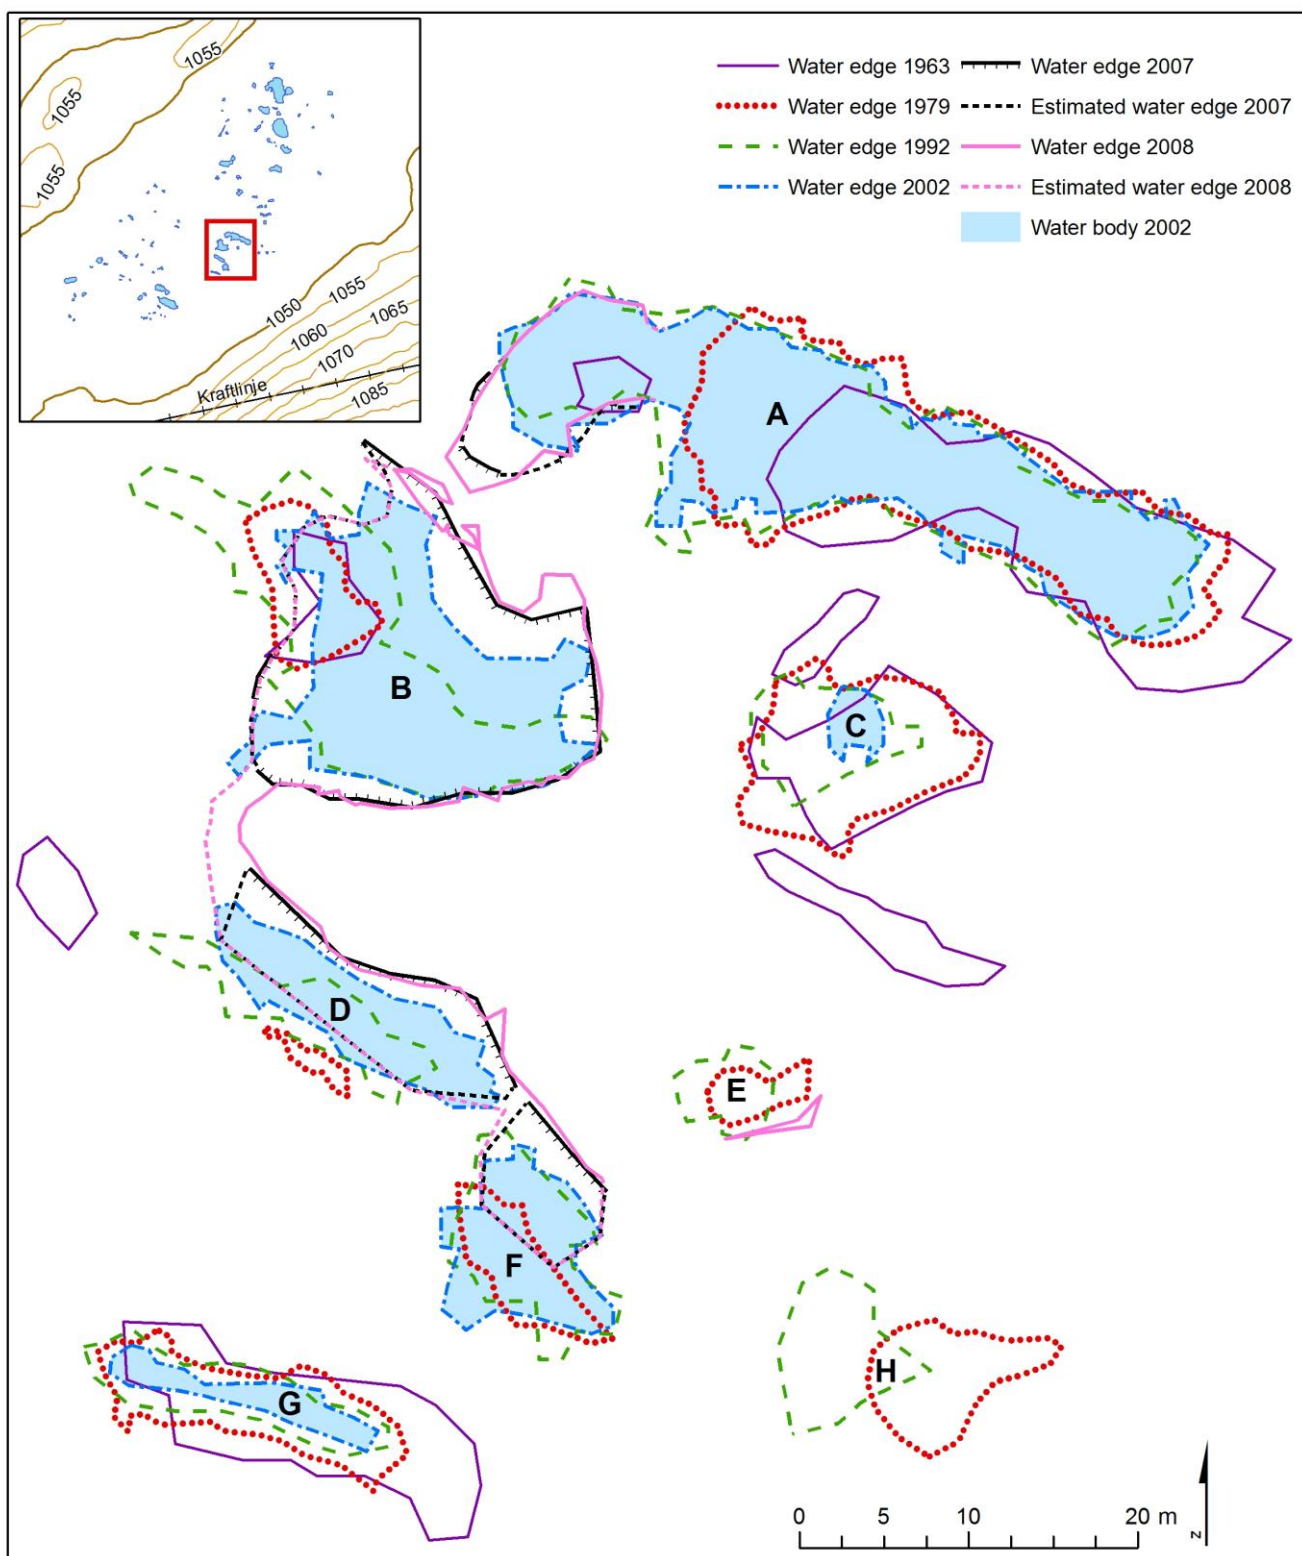 1055
1055
1055
1050
1055
1060
1065
1070
1085
Kraftlinje
Water edge 1963
Water edge 2007
Water edge 1979
Estimated water edge 2007
Water edge 1992
Water edge 2008
Water edge 2002
Estimated water edge 2008
Water body 2002
A
B
C
D
E
F
G
H
0 5 10 20 m
N